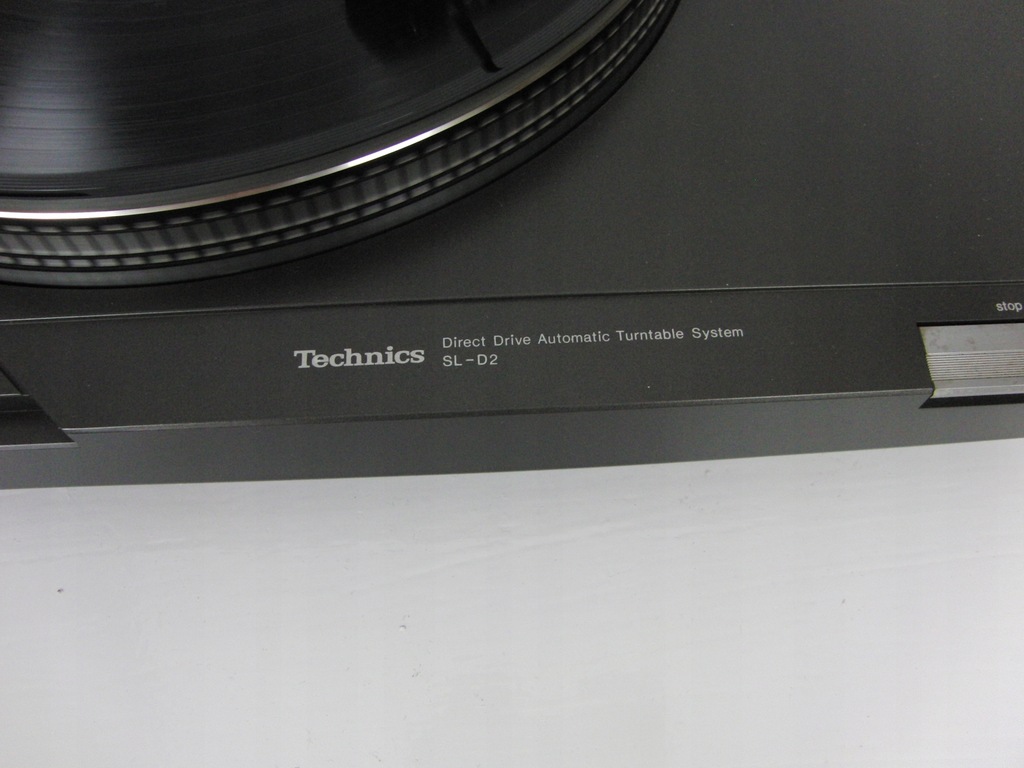 Technics
Direct Drive Automatic Turntable System
SL-D2
stop